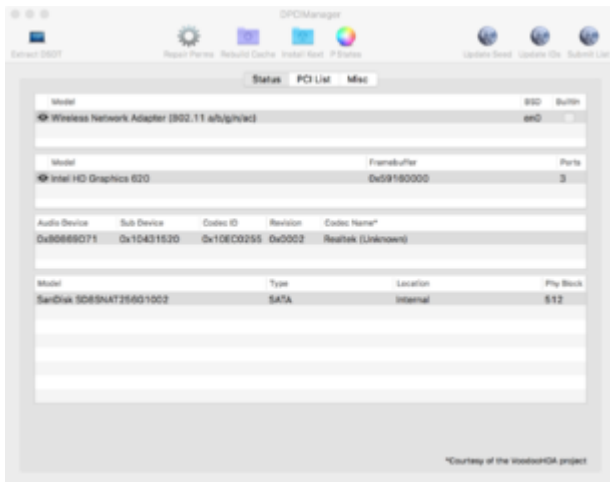 DPCIManager
Extract DSDT Repair Perms Rebuild Cache Install Kext P States Update Seed Update IDs Submit List
Status PCI List Misc
Model BSD Builtin
Wireless Network Adapter (802.11 a/b/g/n/ac) en0
Model Framebuffer Ports
Intel HD Graphics 620 0x59160000 3
Audio Device Sub Device Codec ID Revision Codec Name*
0x80869D71 0x10431520 0x10EC0255 0x0002 Realtek (Unknown)
Model Type Location Phy Block
SanDisk SD8SNAT256G1002 SATA Internal 512
*Courtesy of the VoodooHDA project